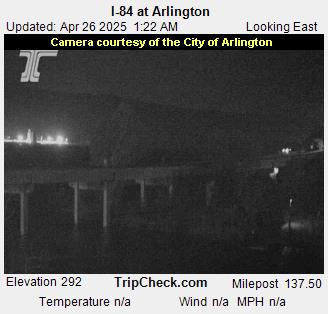 I-84 at Arlington
Updated: Apr 26 2025 1:22 AM Looking East
Camera courtesy of the City of Arlington
Elevation 292 TripCheck.com Milepost 137.50
Temperature n/a Wind n/a MPH n/a